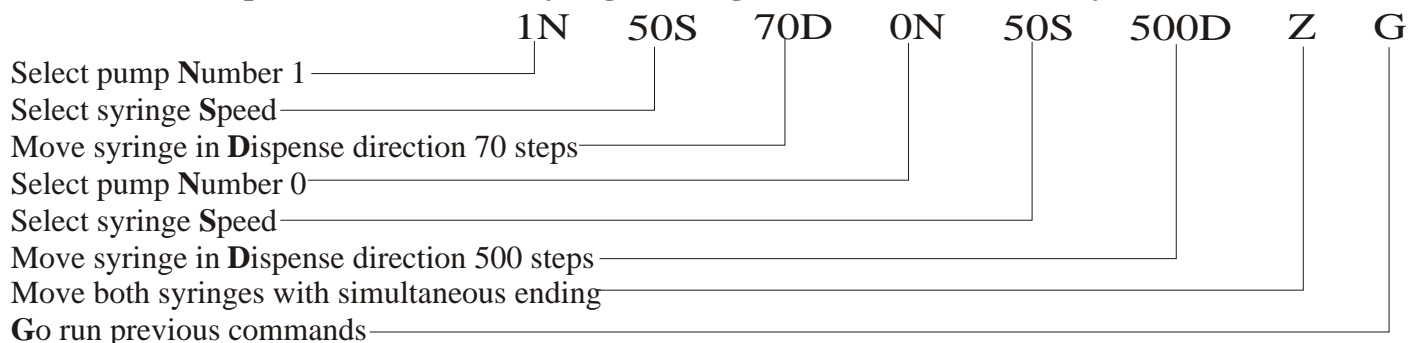 1N 50S 70D 0N 50S 500D Z G
Select pump Number 1
Select syringe Speed
Move syringe in Dispense direction 70 steps
Select pump Number 0
Select syringe Speed
Move syringe in Dispense direction 500 steps
Move both syringes with simultaneous ending
Go run previous commands